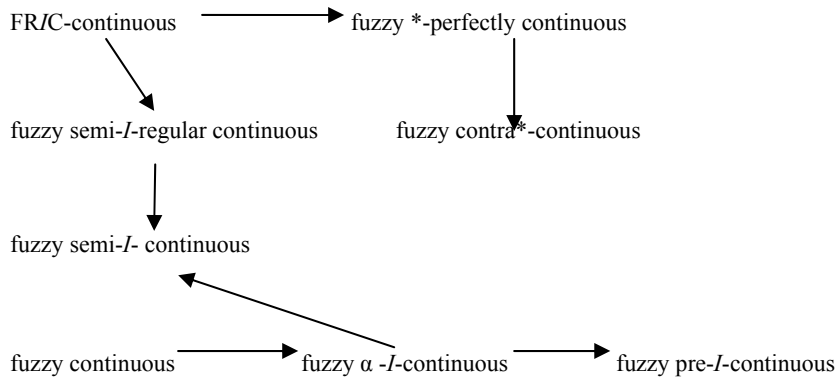 FRIC-continuous fuzzy *-perfectly continuous
fuzzy semi-I-regular continuous fuzzy contra*-continuous
fuzzy semi-I- continuous
fuzzy continuous fuzzy α -I-continuous fuzzy pre-I-continuous